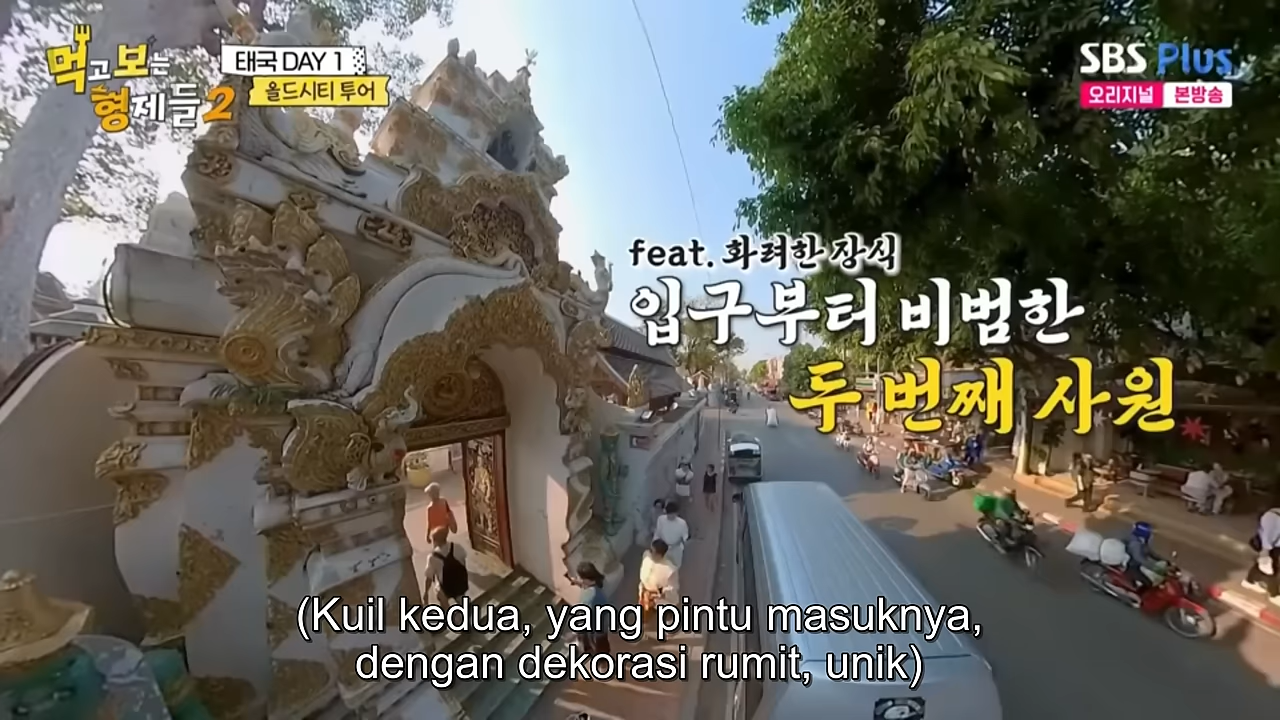 먹고 보는
형제들 2
태국 DAY 1
올드시티 투어
SBS Plus
오리지널 본방송
feat. 화려한 장식
입구부터 비범한
두 번째 사원
(Kuil kedua, yang pintu masuknya,
dengan dekorasi rumit, unik)